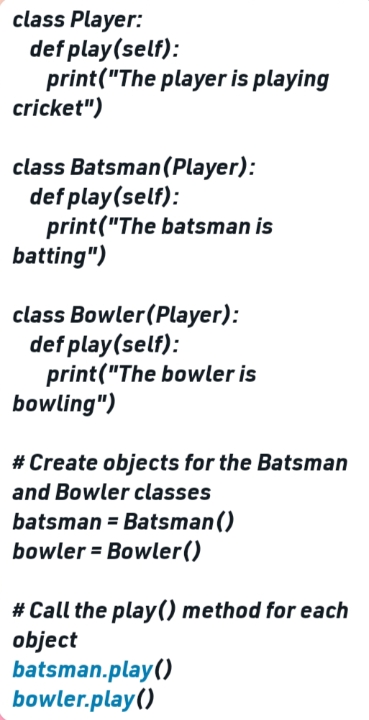 class Player:
def play(self):
print("The player is playing
cricket")
class Batsman(Player):
def play(self):
print("The batsman is
batting")
class Bowler(Player):
def play(self):
print("The bowler is
bowling")
# Create objects for the Batsman
and Bowler classes
batsman = Batsman()
bowler = Bowler()
# Call the play() method for each
object
batsman.play()
bowler.play()